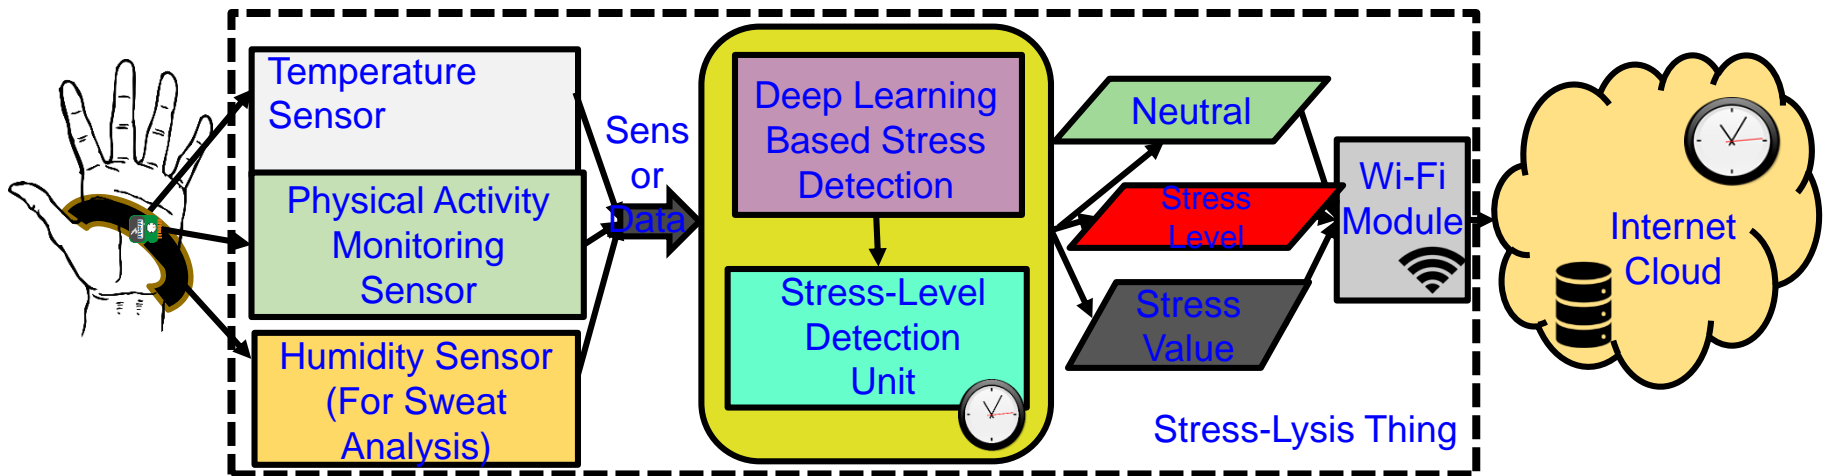 Temperature
Sensor
Physical Activity
Monitoring
Sensor
Humidity Sensor
(For Sweat
Analysis)
Sens
or
Data
Deep Learning
Based Stress
Detection
Stress-Level
Detection
Unit
Neutral
Stress
Level
Stress
Value
Wi-Fi
Module
Stress-Lysis Thing
Internet
Cloud